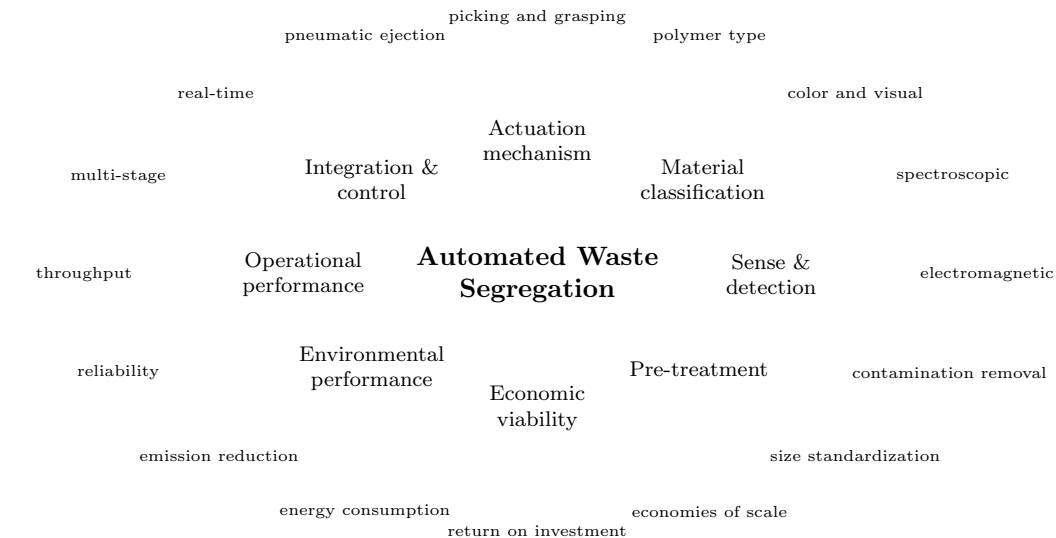 picking and grasping
pneumatic ejection
polymer type
real-time
color and visual
Actuation
mechanism
Integration &
control
Material
classification
multi-stage
spectroscopic
Automated Waste
Segregation
Operational
performance
Sense &
detection
throughput
electromagnetic
Environmental
performance
Pre-treatment
reliability
contamination removal
Economic
viability
emission reduction
size standardization
energy consumption
economies of scale
return on investment